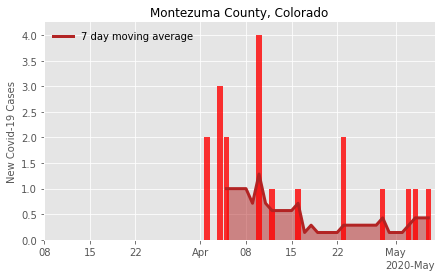 Montezuma County, Colorado
7 day moving average
New Covid-19 Cases
4.0
3.5
3.0
2.5
2.0
1.5
1.0
0.5
0.0
08 15 22 Apr 08 15 22 May
2020-May